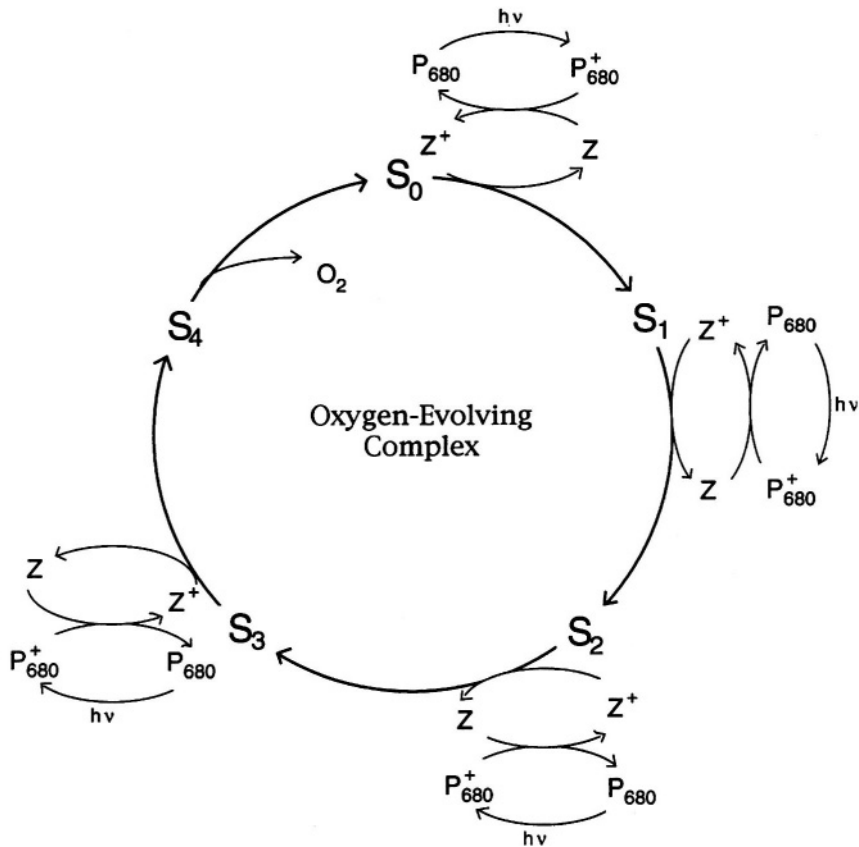 hν
P680 P680+
Z+ Z
S0
O2
S4 S1 Z+ P680
hν
Oxygen-Evolving
Complex
Z P680+
Z
Z+
S3 S2
P680+ P680
hν
Z Z+
P680+ P680
hν